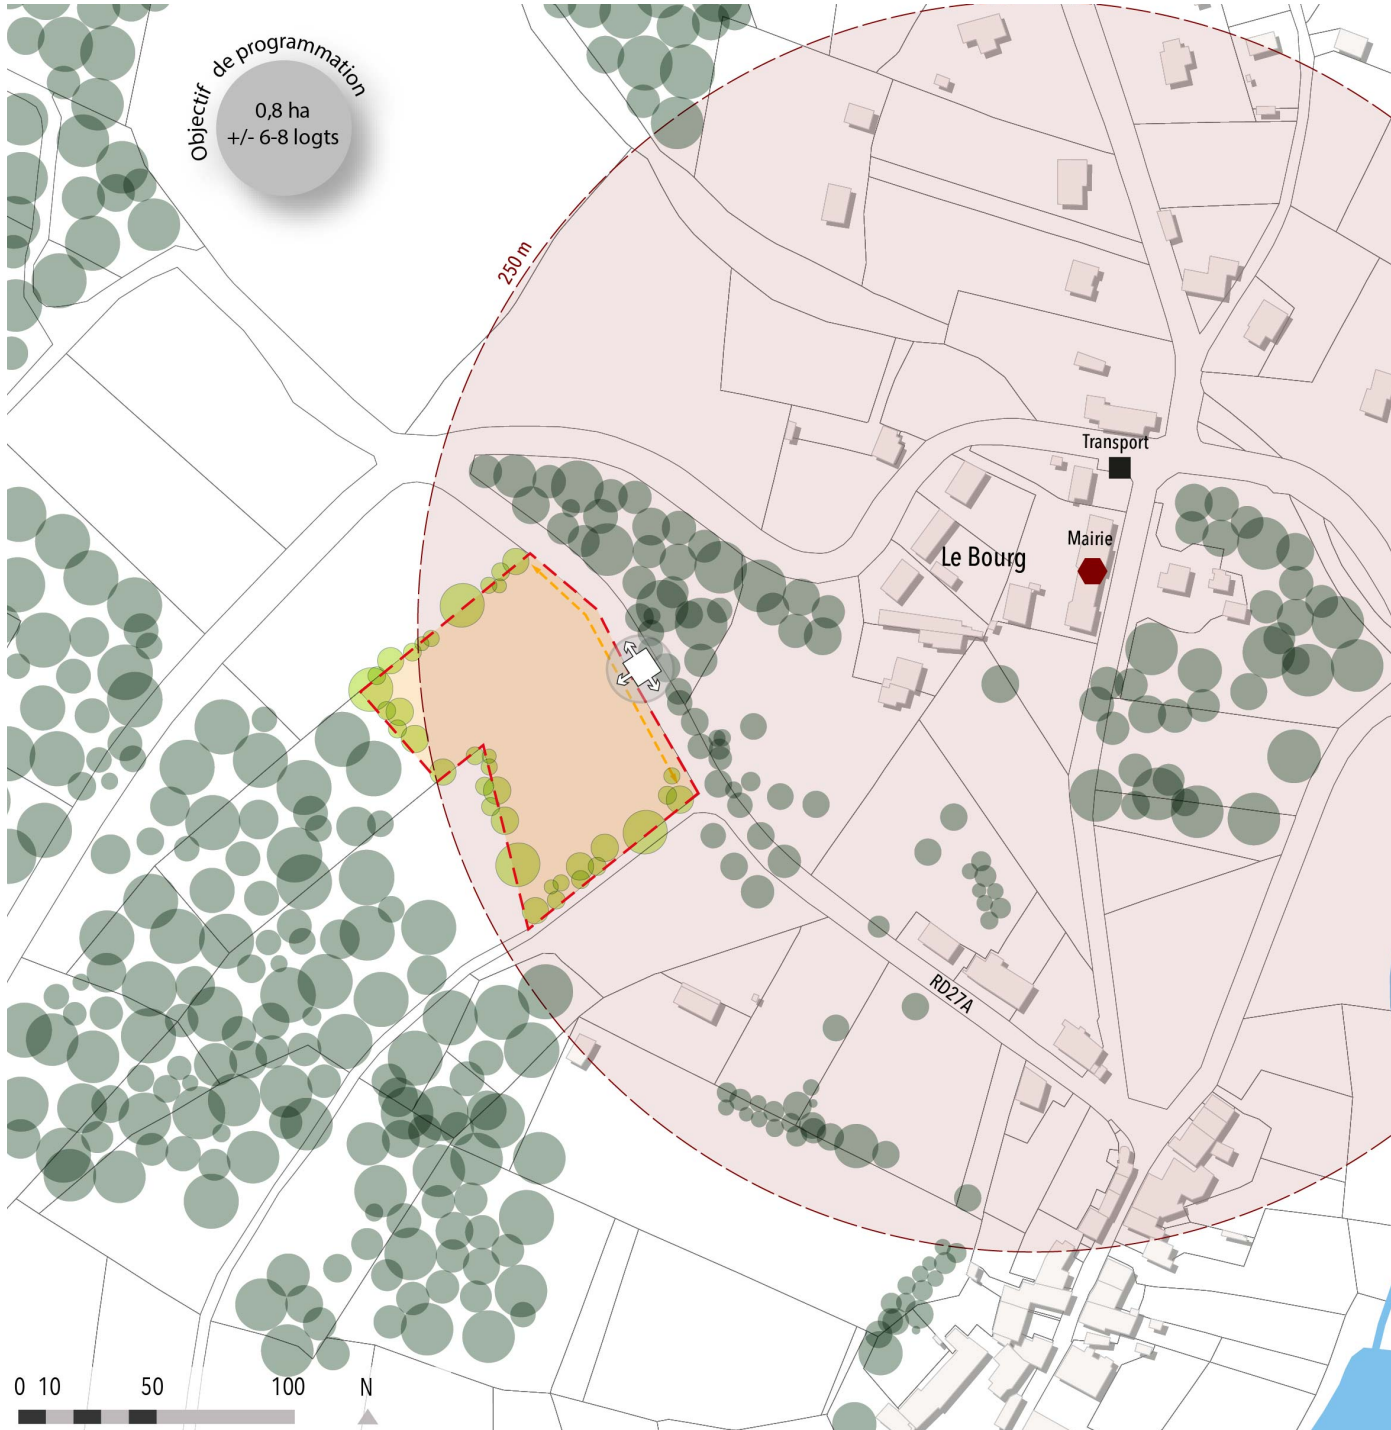 Objectif de programmation
0,8 ha
+/- 6-8 logts
250 m
Transport
Mairie
Le Bourg
RD27A
0 10 50 100 N